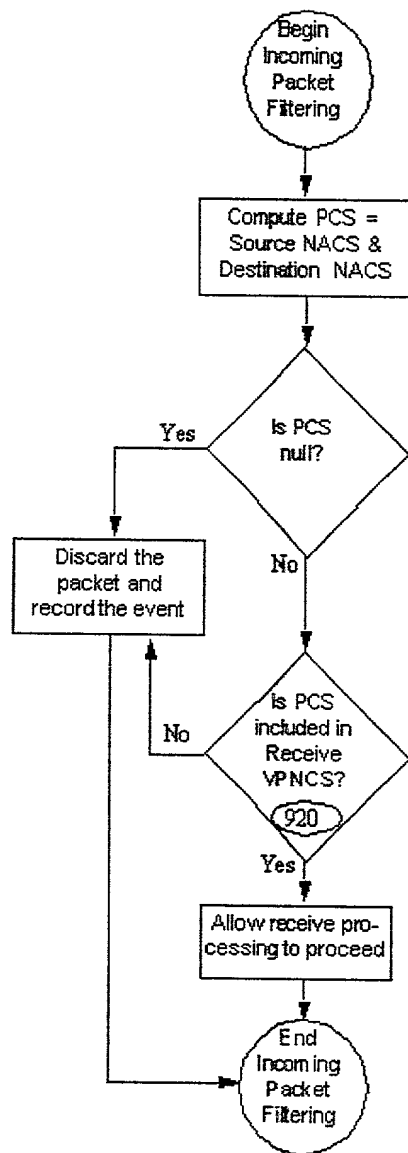 Begin
Incoming
Packet
Filtering
Compute PCS =
Source NACS &
Destination NACS
Is PCS
null?
Yes
No
Discard the
packet and
record the event
Is PCS
included in
Receive
VPNCS?
920
No
Yes
Allow receive pro-
cessing to proceed
End
Incoming
Packet
Filtering